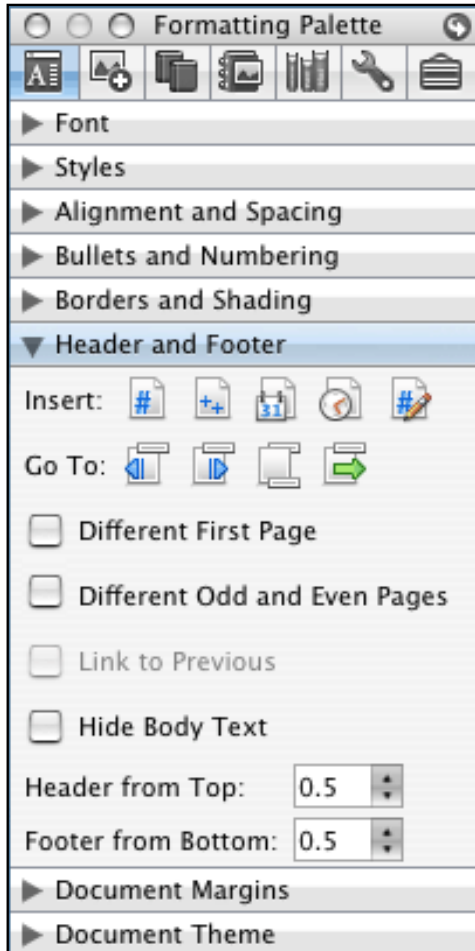 Formatting Palette
A
Font
Styles
Alignment and Spacing
Bullets and Numbering
Borders and Shading
Header and Footer
Insert: # ++ 31 #
Go To:
Different First Page
Different Odd and Even Pages
Link to Previous
Hide Body Text
Header from Top: 0.5
Footer from Bottom: 0.5
Document Margins
Document Theme